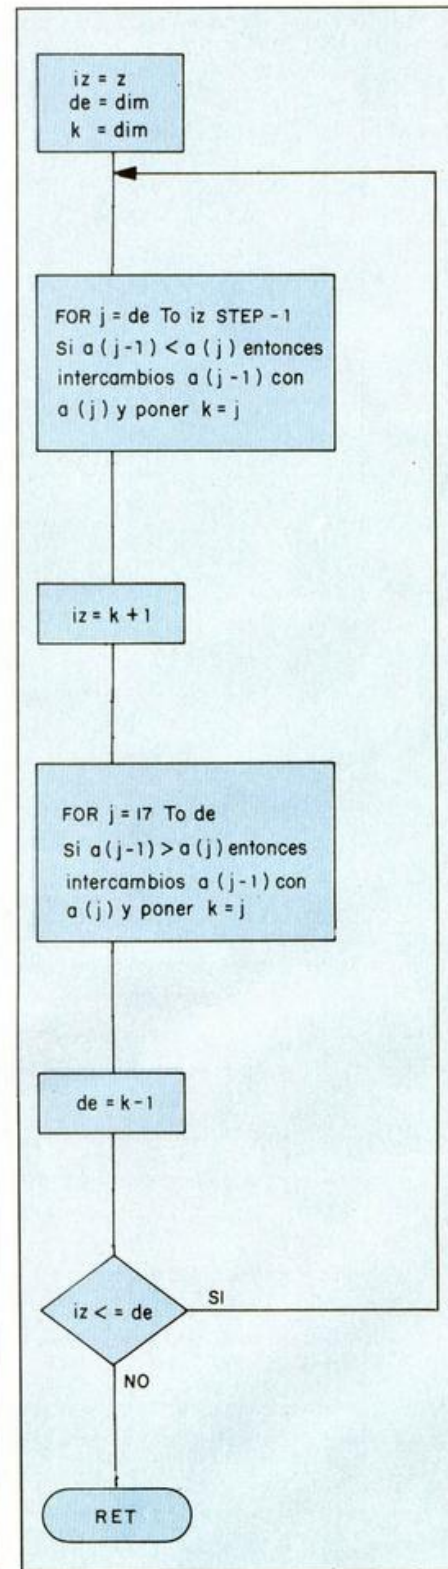 iz = z
de = dim
k = dim
FOR j = de To iz STEP - 1
Si a (j-1) < a (j) entonces
intercambios a (j-1) con
a (j) y poner k = j
iz = k + 1
FOR j = 17 To de
Si a (j-1) > a (j) entonces
intercambios a (j-1) con
a (j) y poner k = j
de = k - 1
iz < = de
SI
NO
RET